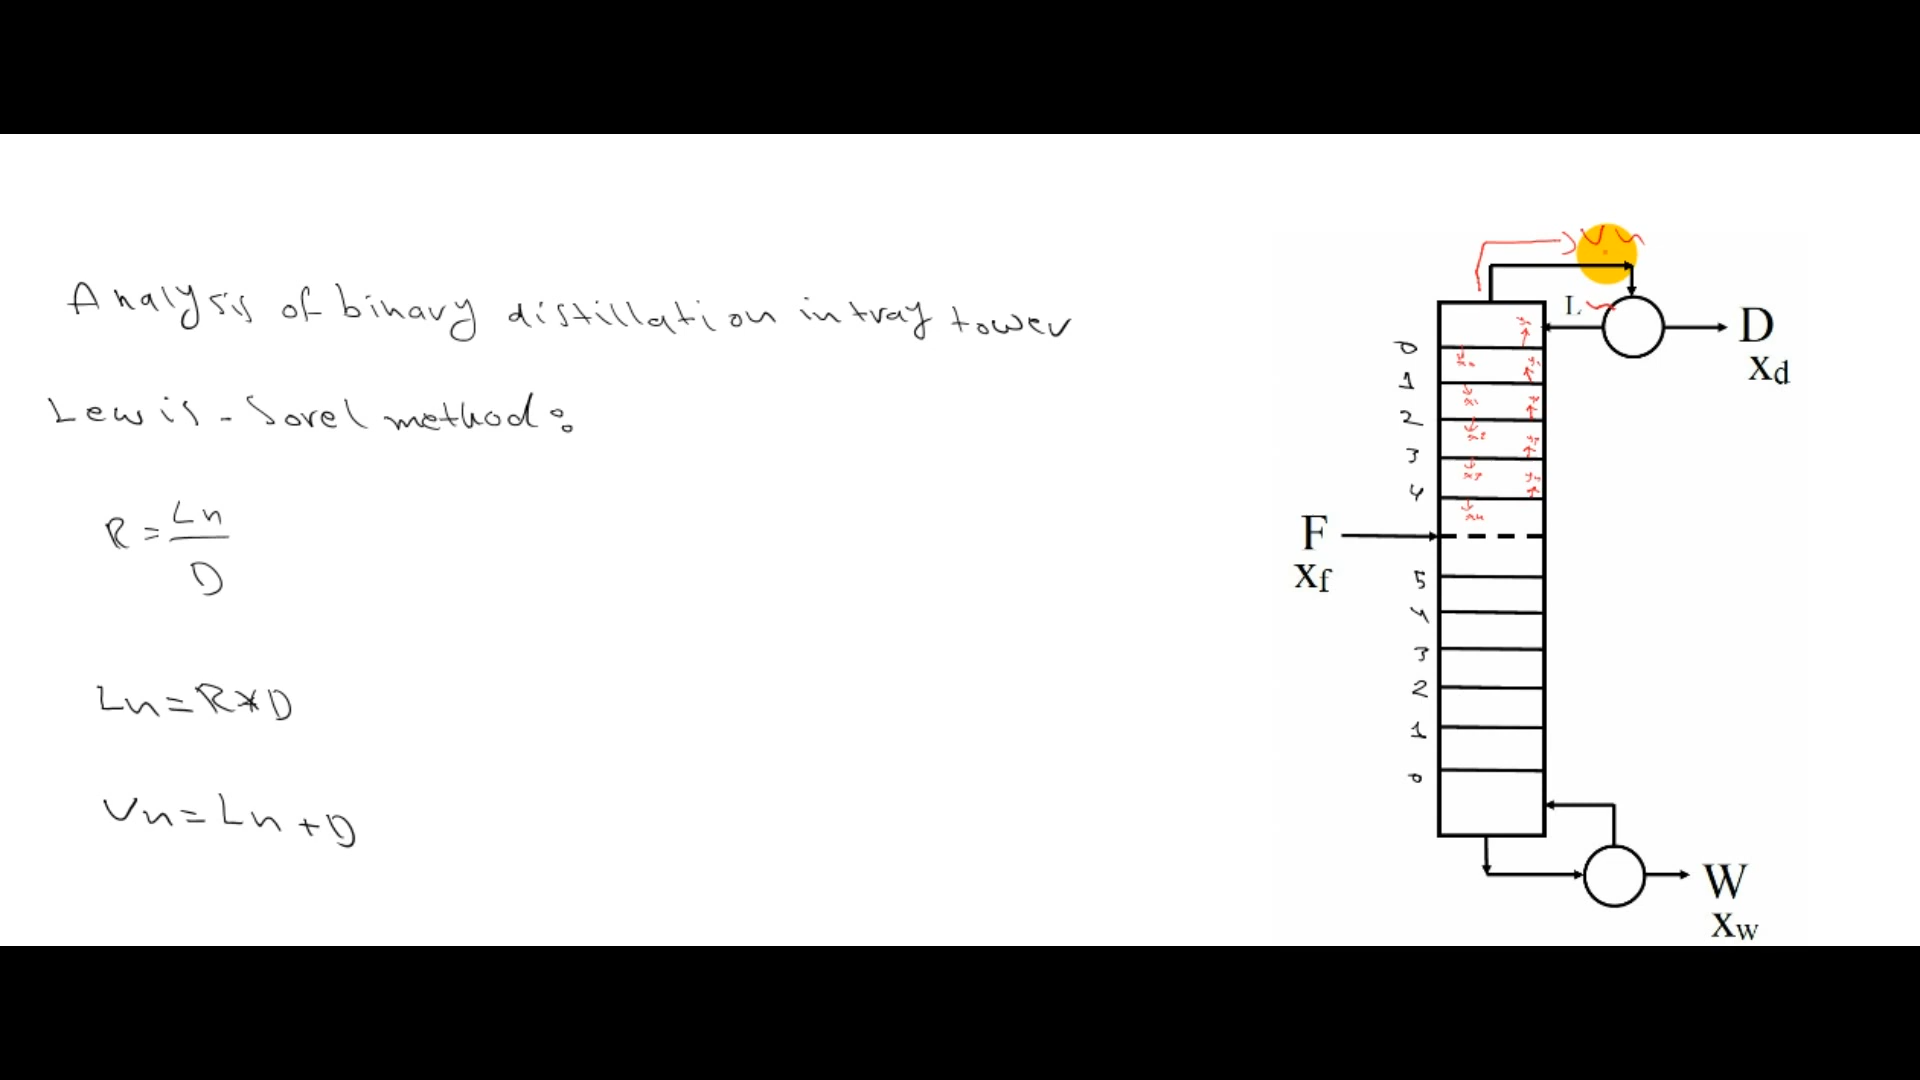 Analysis of binary distillation in tray tower
Lewis - Sorel method:
R = Ln / D
Ln = R * D
Vn = Ln + D
Vn
L
D
xd
0
1
2
3
4
F
xf
5
4
3
2
1
0
W
xw